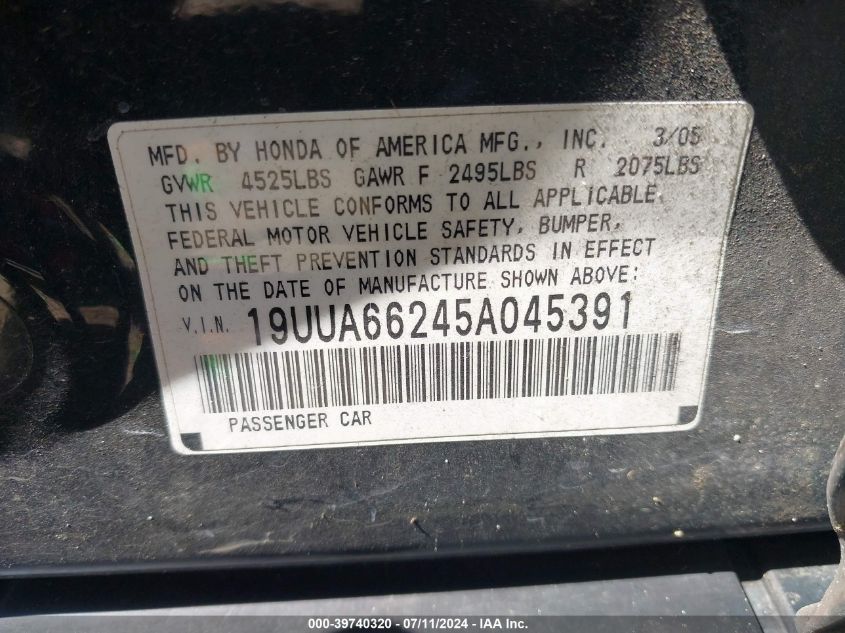 MFD. BY HONDA OF AMERICA MFG., INC. 3/05
GVWR 4525LBS GAWR F 2495LBS R 2075LBS
THIS VEHICLE CONFORMS TO ALL APPLICABLE
FEDERAL MOTOR VEHICLE SAFETY, BUMPER,
AND THEFT PREVENTION STANDARDS IN EFFECT
ON THE DATE OF MANUFACTURE SHOWN ABOVE:
V.I.N. 19UUA66245A045391
PASSENGER CAR
000-39740320 - 07/11/2024 - IAA Inc.